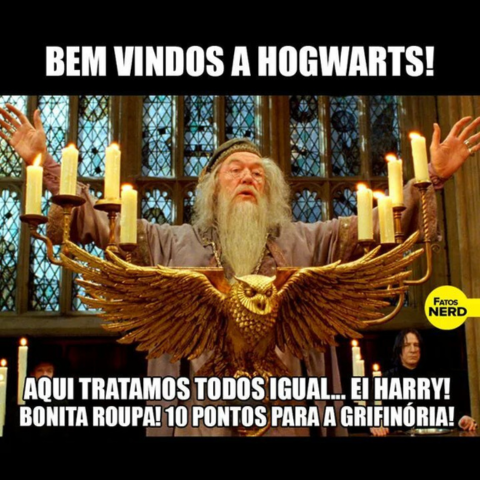 BEM VINDOS A HOGWARTS!
FATOS
NERD
AQUI TRATAMOS TODOS IGUAL... EI HARRY!
BONITA ROUPA! 10 PONTOS PARA A GRIFINÓRIA!